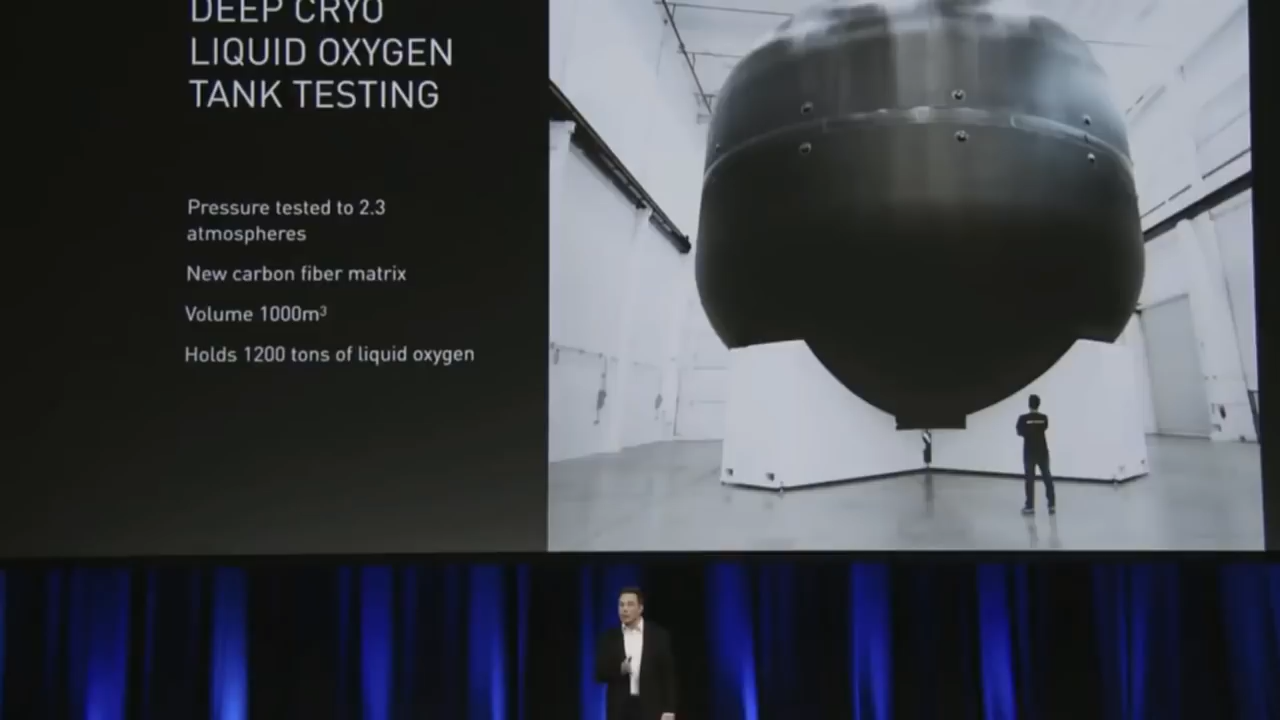 DEEP CRYO
LIQUID OXYGEN
TANK TESTING
Pressure tested to 2.3
atmospheres
New carbon fiber matrix
Volume 1000m³
Holds 1200 tons of liquid oxygen